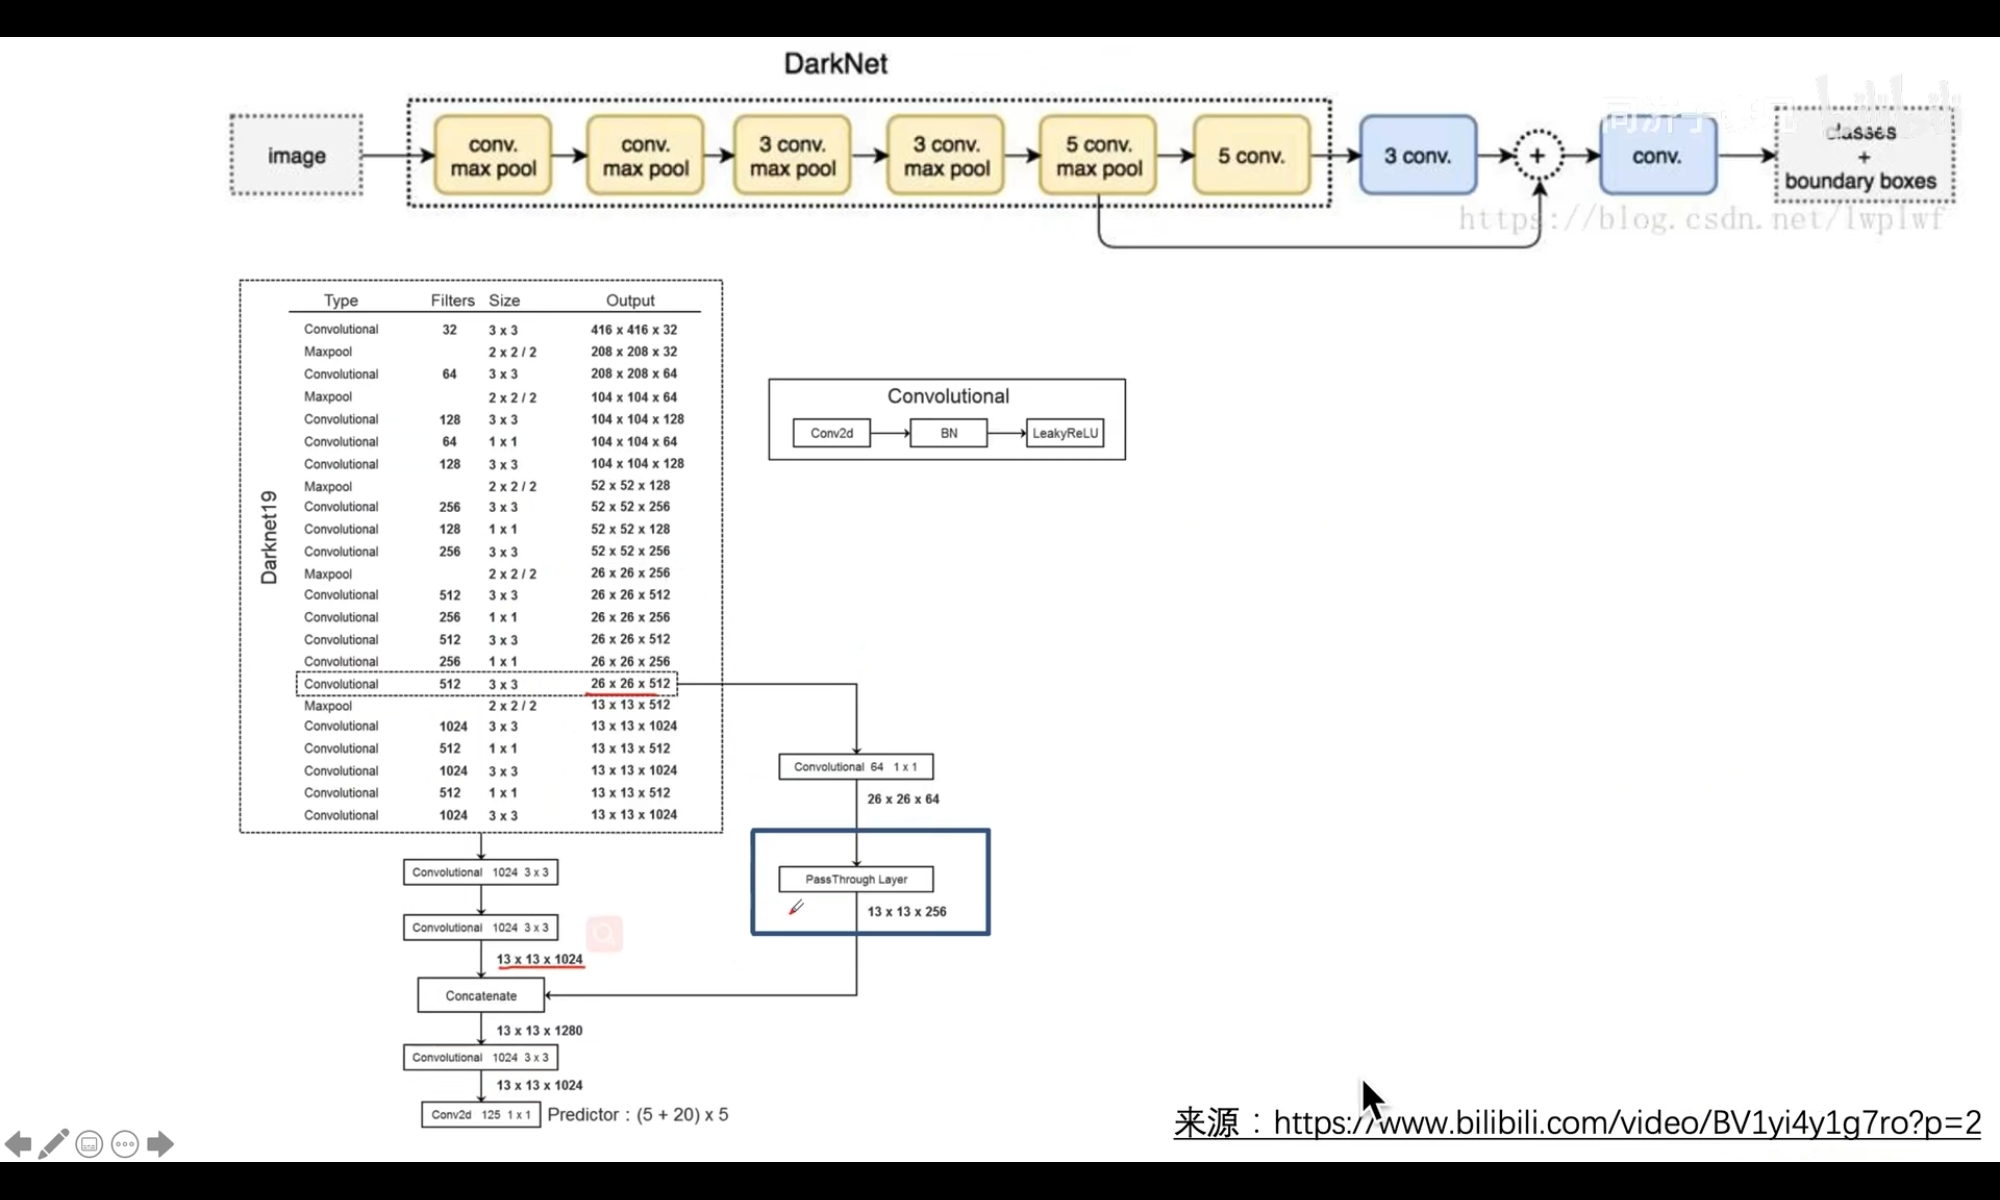 DarkNet
image
conv.
max pool
conv.
max pool
3 conv.
max pool
3 conv.
max pool
5 conv.
max pool
5 conv.
3 conv.
+
conv.
classes
+
boundary boxes
https://blog.csdn.net/lwplwf
Darknet19
Type Filters Size Output
Convolutional 32 3 x 3 416 x 416 x 32
Maxpool 2 x 2 / 2 208 x 208 x 32
Convolutional 64 3 x 3 208 x 208 x 64
Maxpool 2 x 2 / 2 104 x 104 x 64
Convolutional 128 3 x 3 104 x 104 x 128
Convolutional 64 1 x 1 104 x 104 x 64
Convolutional 128 3 x 3 104 x 104 x 128
Maxpool 2 x 2 / 2 52 x 52 x 128
Convolutional 256 3 x 3 52 x 52 x 256
Convolutional 128 1 x 1 52 x 52 x 128
Convolutional 256 3 x 3 52 x 52 x 256
Maxpool 2 x 2 / 2 26 x 26 x 256
Convolutional 512 3 x 3 26 x 26 x 512
Convolutional 256 1 x 1 26 x 26 x 256
Convolutional 512 3 x 3 26 x 26 x 512
Convolutional 256 1 x 1 26 x 26 x 256
Convolutional 512 3 x 3 26 x 26 x 512
Maxpool 2 x 2 / 2 13 x 13 x 512
Convolutional 1024 3 x 3 13 x 13 x 1024
Convolutional 512 1 x 1 13 x 13 x 512
Convolutional 1024 3 x 3 13 x 13 x 1024
Convolutional 512 1 x 1 13 x 13 x 512
Convolutional 1024 3 x 3 13 x 13 x 1024
Convolutional
Conv2d BN LeakyReLU
Convolutional 64 1 x 1
26 x 26 x 64
PassThrough Layer
13 x 13 x 256
Convolutional 1024 3 x 3
Convolutional 1024 3 x 3
13 x 13 x 1024
Concatenate
13 x 13 x 1280
Convolutional 1024 3 x 3
13 x 13 x 1024
Conv2d 125 1 x 1 Predictor : (5 + 20) x 5
来源：https://www.bilibili.com/video/BV1yi4y1g7ro?p=2